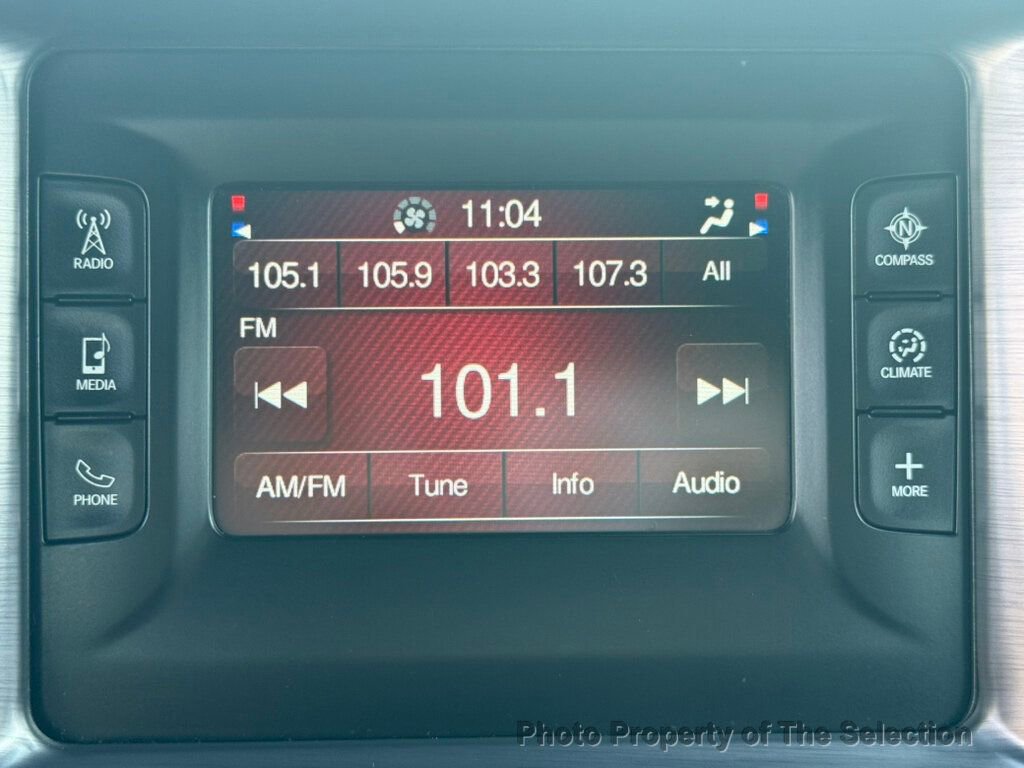 11:04
105.1 105.9 103.3 107.3 All
FM
101.1
AM/FM Tune Info Audio
RADIO
MEDIA
PHONE
N
COMPASS
CLIMATE
MORE
Photo Property of The Selection